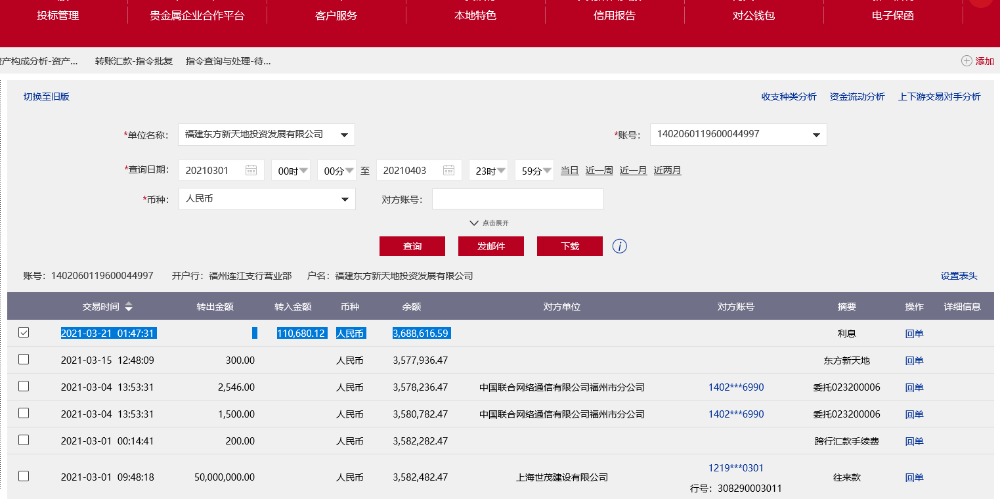 投标管理 贵金属企业合作平台 客户服务 本地特色 信用报告 对公钱包 电子保函
产构成分析-资产... 转账汇款-指令批复 指令查询与处理-待... 添加
切换至旧版 收支种类分析 资金流动分析 上下游交易对手分析
*单位名称: 福建东方新天地投资发展有限公司 *账号: 1402060119600044997
*查询日期: 20210301 00时 00分 至 20210403 23时 59分 当日 近一周 近一月 近两月
*币种: 人民币 对方账号:
点击展开
查询 发邮件 下载 i
账号: 1402060119600044997 开户行: 福州连江支行营业部 户名: 福建东方新天地投资发展有限公司 设置表头
交易时间 转出金额 转入金额 币种 余额 对方单位 对方账号 摘要 操作 详细信息
2021-03-21 01:47:31 110,680.12 人民币 3,688,616.59 利息 回单
2021-03-15 12:48:09 300.00 人民币 3,577,936.47 东方新天地 回单
2021-03-04 13:53:31 2,546.00 人民币 3,578,236.47 中国联合网络通信有限公司福州市分公司 1402***6990 委托023200006 回单
2021-03-04 13:53:31 1,500.00 人民币 3,580,782.47 中国联合网络通信有限公司福州市分公司 1402***6990 委托023200006 回单
2021-03-01 00:14:41 200.00 人民币 3,582,282.47 跨行汇款手续费 回单
2021-03-01 09:48:18 50,000,000.00 人民币 3,582,482.47 上海世茂建设有限公司 1219***0301 往来款 回单
行号: 308290003011